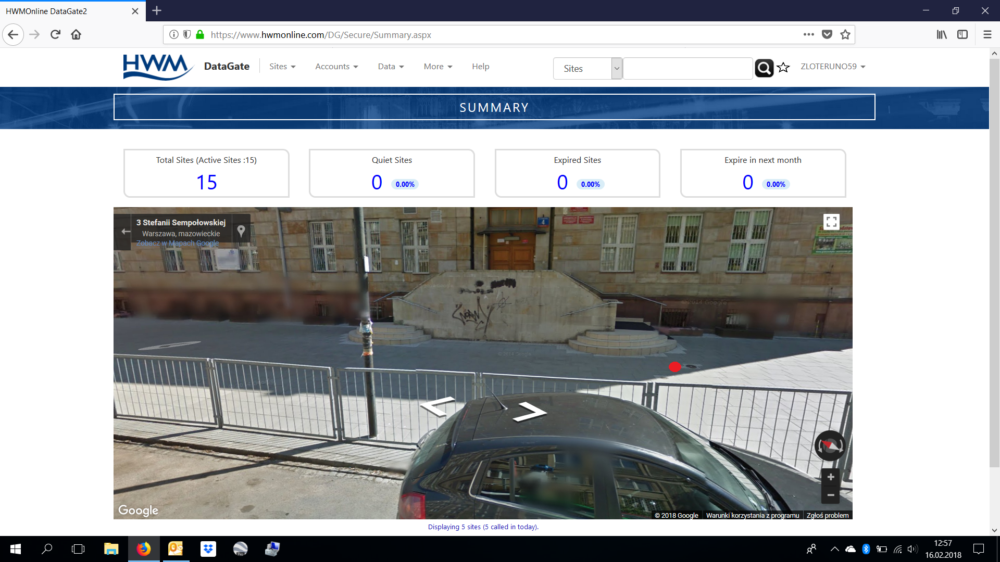 HWMOnline DataGate2
https://www.hwmonline.com/DG/Secure/Summary.aspx
HWM DataGate Sites Accounts Data More Help Sites ZLOTERUNO59
SUMMARY
Total Sites (Active Sites :15)
15
Quiet Sites
0 0.00%
Expired Sites
0 0.00%
Expire in next month
0 0.00%
3 Stefanii Sempołowskiej
Warszawa, mazowieckie
Zobacz w Mapach Google
4
Google
© 2018 Google Warunki korzystania z programu Zgłoś problem
Displaying 5 sites (5 called in today).
12:57
16.02.2018